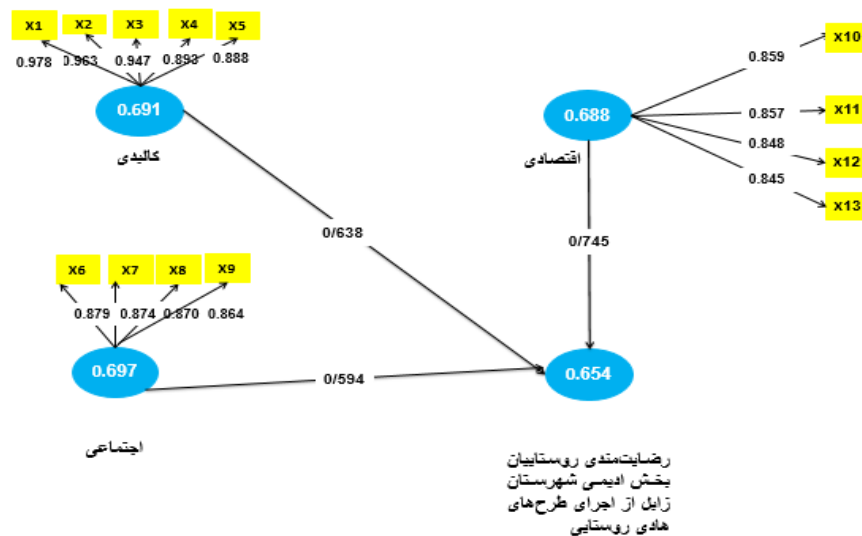 X1 X2 X3 X4 X5
0.978 0.963 0.947 0.893 0.888
0.691
کالبدی
x10
x11
x12
x13
0.859
0.857
0.848
0.845
0.688
اقتصادی
0/638
0/745
X6 X7 X8 X9
0.879 0.874 0.870 0.864
0.697
اجتماعی
0/594
0.654
رضایت‌مندی روستاییان
بخش ادیمی شهرستان
زابل از اجرای طرح‌های
هادی روستایی